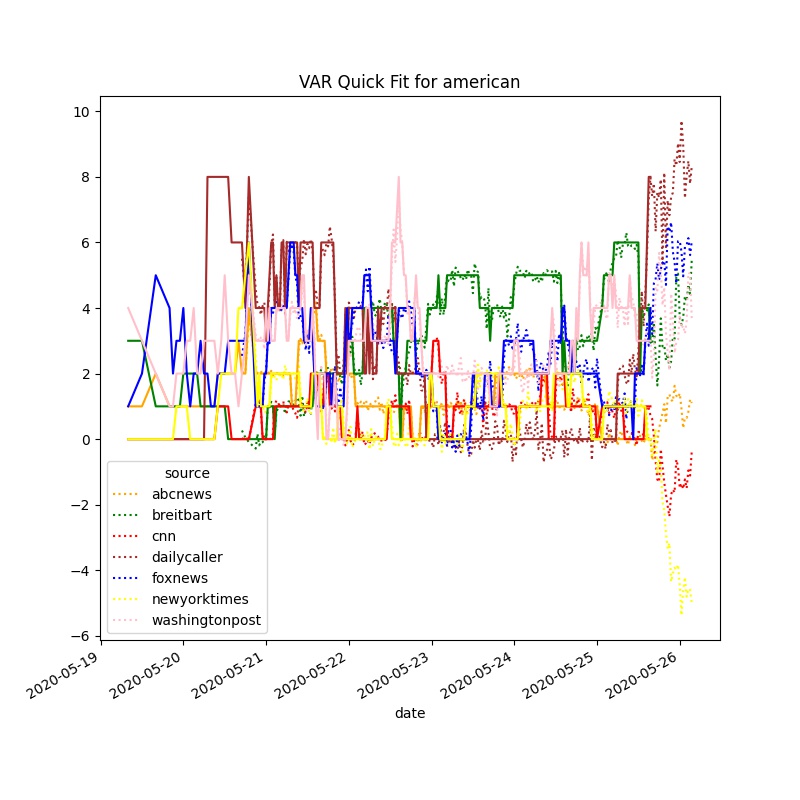 VAR Quick Fit for american
10
8
6
4
2
0
−2
−4
−6
source
abcnews
breitbart
cnn
dailycaller
foxnews
newyorktimes
washingtonpost
2020-05-19
2020-05-20
2020-05-21
2020-05-22
2020-05-23
2020-05-24
2020-05-25
2020-05-26
date